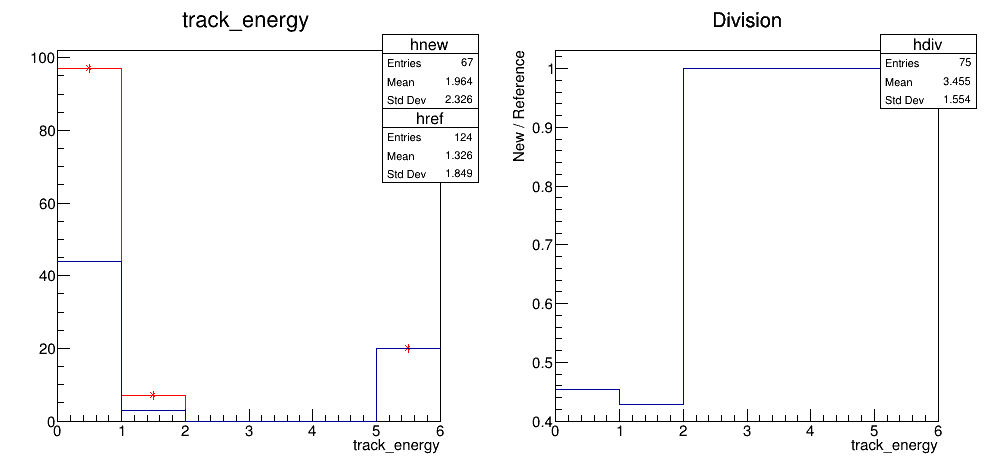 track_energy
hnew
Entries 67
Mean 1.964
Std Dev 2.326
href
Entries 124
Mean 1.326
Std Dev 1.849
100
80
60
40
20
0
0 1 2 3 4 5 6
track_energy
Division
hdiv
Entries 75
Mean 3.455
Std Dev 1.554
New / Reference
1
0.9
0.8
0.7
0.6
0.5
0.4
0 1 2 3 4 5 6
track_energy